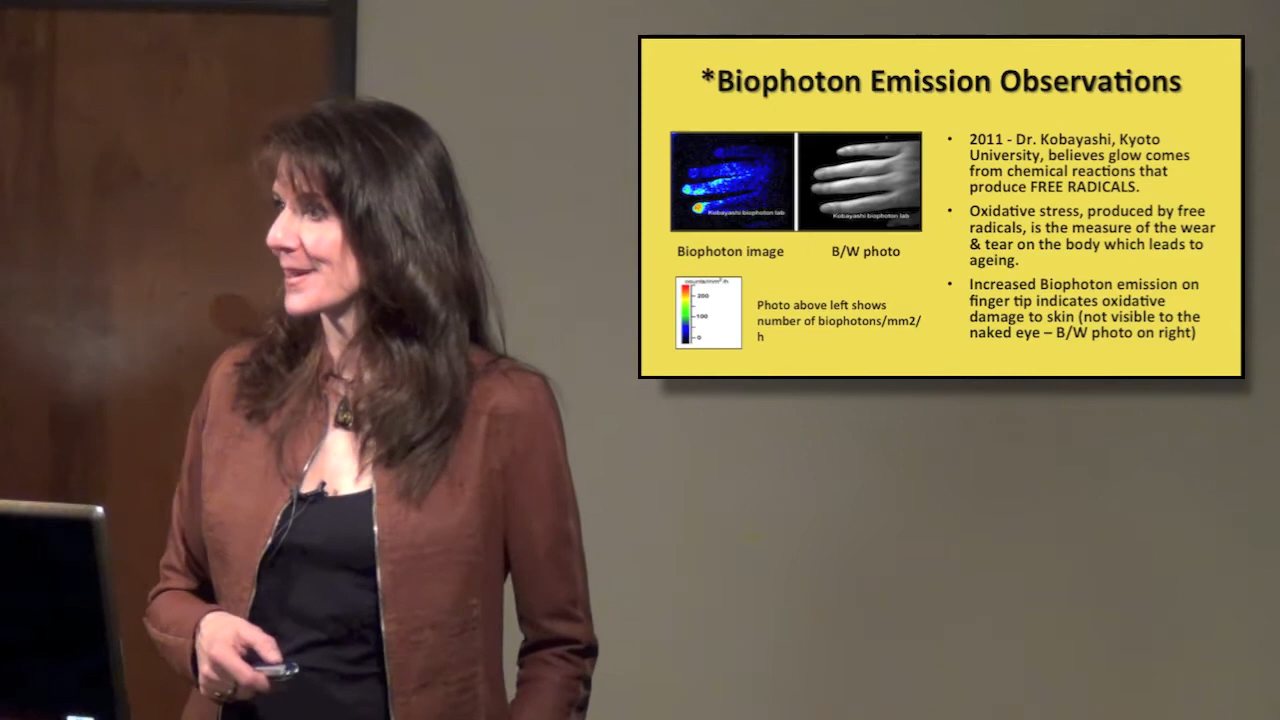 *Biophoton Emission Observations
Kobayashi biophoton lab
Kobayashi biophoton lab
Biophoton image
B/W photo
counts/mm²/h
200
100
0
Photo above left shows
number of biophotons/mm2/
h
• 2011 - Dr. Kobayashi, Kyoto
University, believes glow comes
from chemical reactions that
produce FREE RADICALS.
• Oxidative stress, produced by free
radicals, is the measure of the wear
& tear on the body which leads to
ageing.
• Increased Biophoton emission on
finger tip indicates oxidative
damage to skin (not visible to the
naked eye – B/W photo on right)